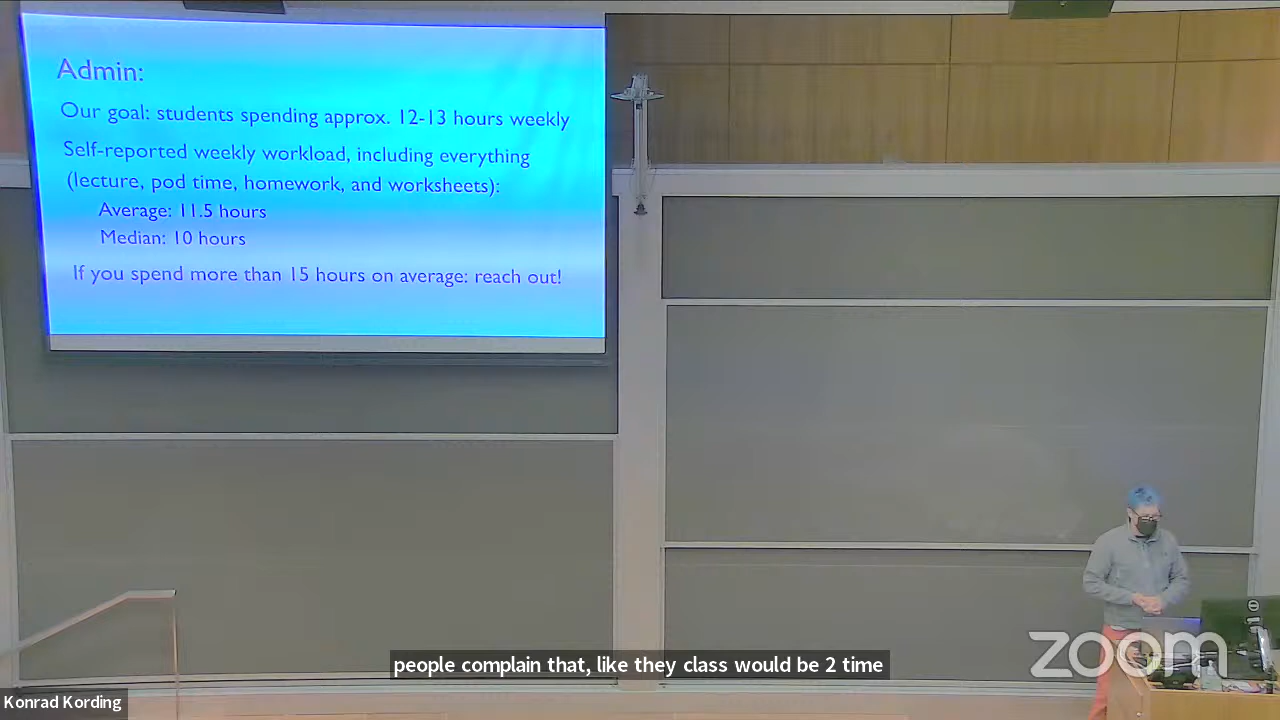 Admin:
Our goal: students spending approx. 12-13 hours weekly
Self-reported weekly workload, including everything
(lecture, pod time, homework, and worksheets):
Average: 11.5 hours
Median: 10 hours
If you spend more than 15 hours on average: reach out!
people complain that, like they class would be 2 time
zoom
Konrad Kording